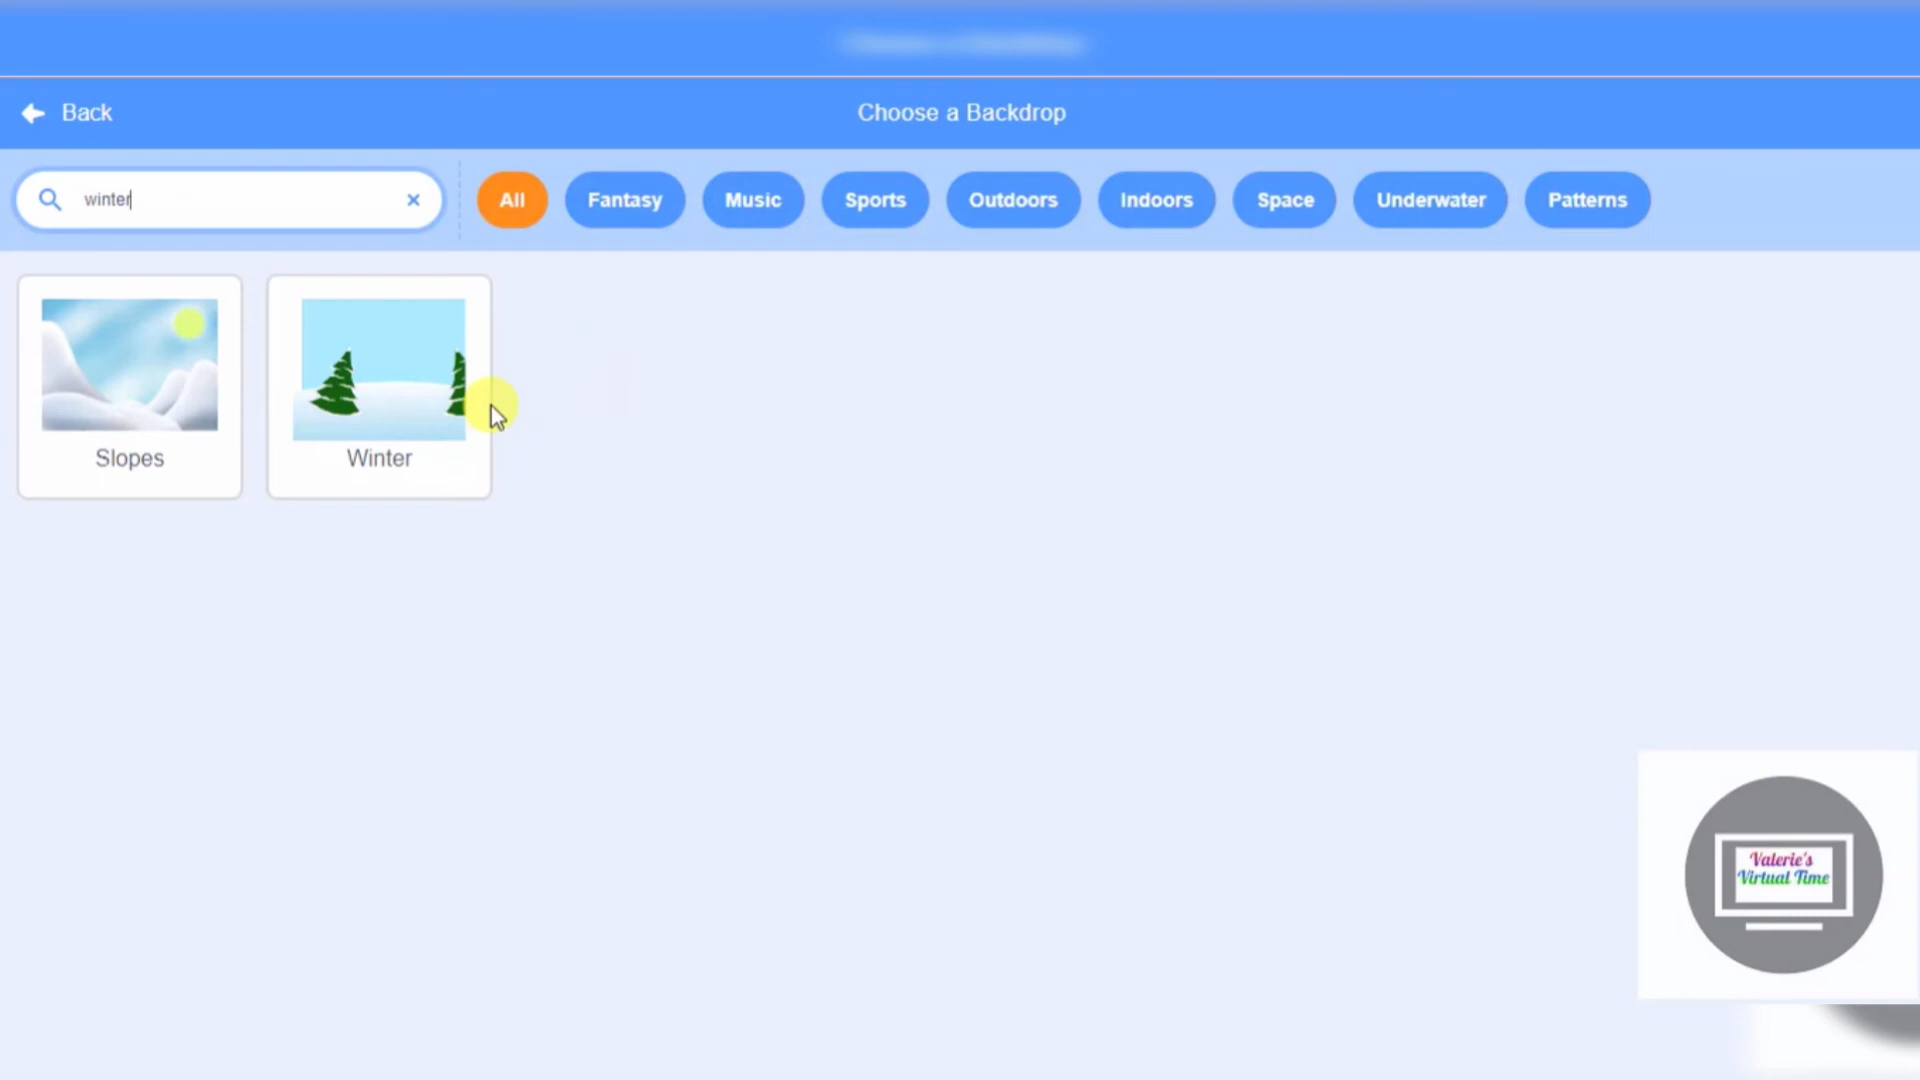 Back
Choose a Backdrop
winter
All
Fantasy
Music
Sports
Outdoors
Indoors
Space
Underwater
Patterns
Slopes
Winter
Valerie's
Virtual Time